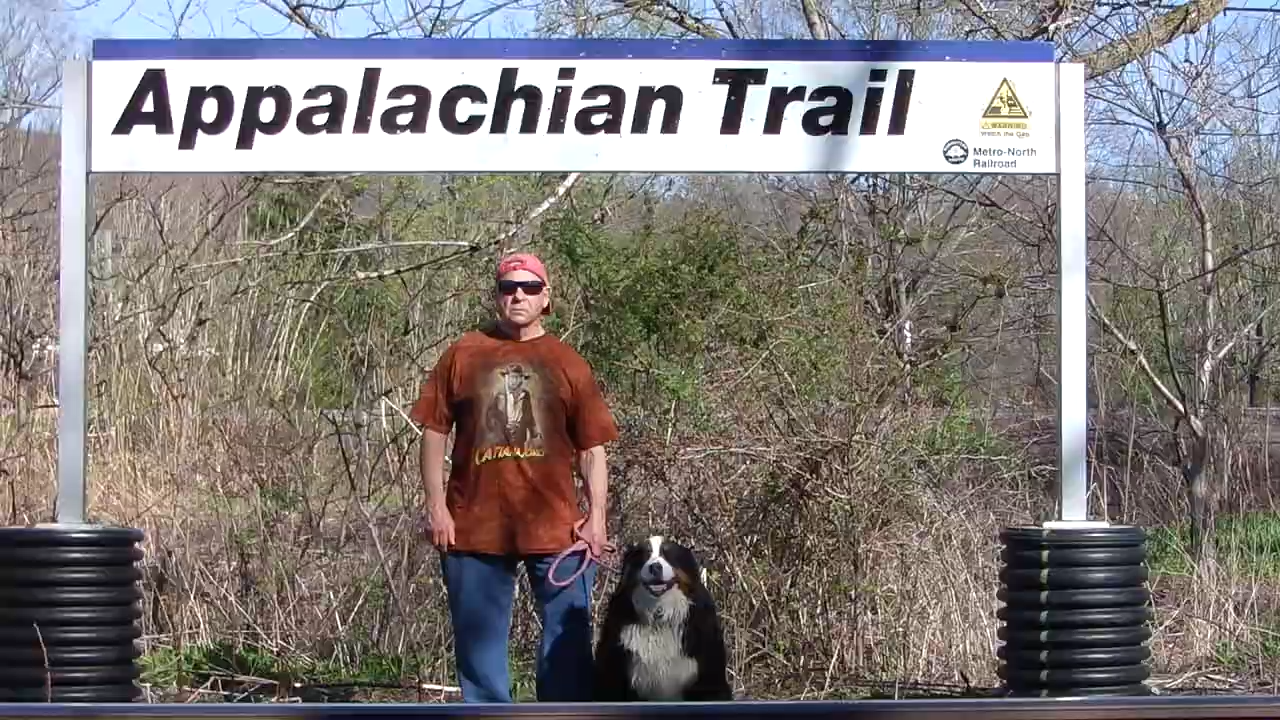 Appalachian Trail
WARNING
Watch the Gap
Metro-North
Railroad